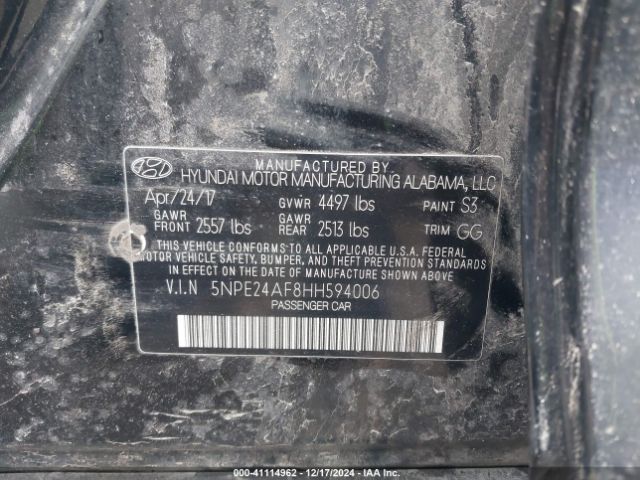 MANUFACTURED BY
HYUNDAI MOTOR MANUFACTURING ALABAMA, LLC
Apr/24/17 GVWR 4497 lbs PAINT S3
GAWR FRONT 2557 lbs GAWR REAR 2513 lbs TRIM GG
THIS VEHICLE CONFORMS TO ALL APPLICABLE U.S.A. FEDERAL
MOTOR VEHICLE SAFETY, BUMPER, AND THEFT PREVENTION STANDARDS
IN EFFECT ON THE DATE OF MANUFACTURE SHOWN ABOVE
V.I.N 5NPE24AF8HH594006
PASSENGER CAR
000-41114962 - 12/17/2024 - IAA Inc.